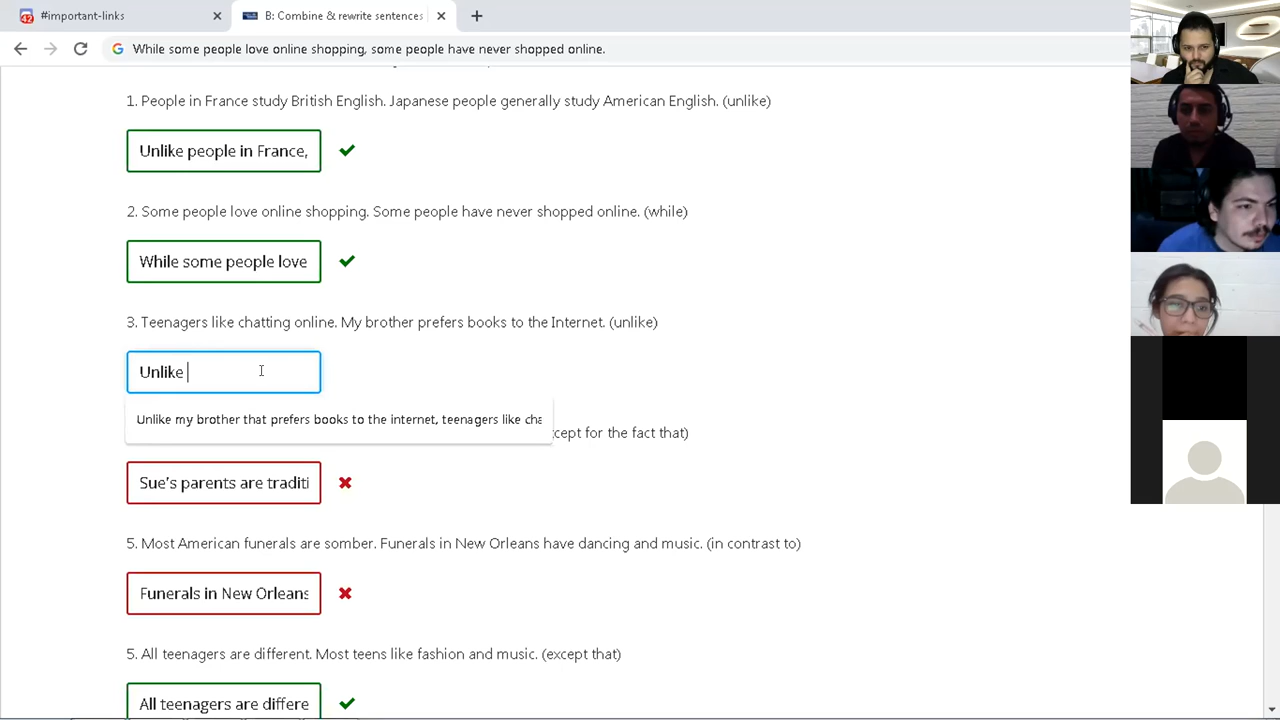 #important-links
B: Combine & rewrite sentences
While some people love online shopping, some people have never shopped online.
1. People in France study British English. Japanese people generally study American English. (unlike)
Unlike people in France,
2. Some people love online shopping. Some people have never shopped online. (while)
While some people love
3. Teenagers like chatting online. My brother prefers books to the Internet. (unlike)
Unlike
Unlike my brother that prefers books to the internet, teenagers like cha
cept for the fact that)
Sue's parents are traditi
5. Most American funerals are somber. Funerals in New Orleans have dancing and music. (in contrast to)
Funerals in New Orleans
5. All teenagers are different. Most teens like fashion and music. (except that)
All teenagers are differe